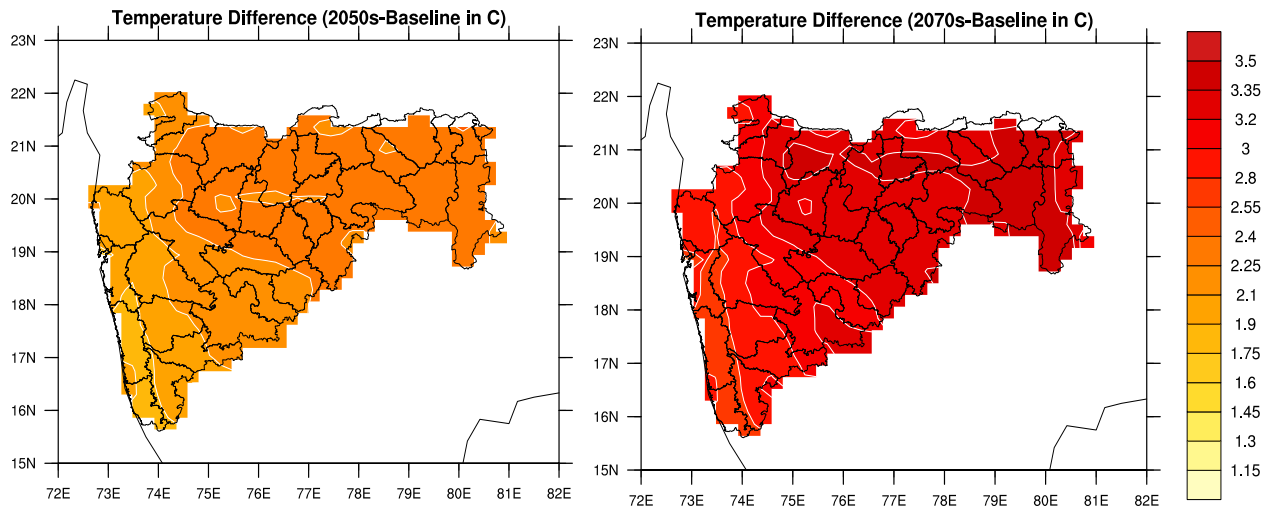 Temperature Difference (2050s-Baseline in C)
23N
22N
21N
20N
19N
18N
17N
16N
15N
72E 73E 74E 75E 76E 77E 78E 79E 80E 81E 82E
Temperature Difference (2070s-Baseline in C)
23N
22N
21N
20N
19N
18N
17N
16N
15N
72E 73E 74E 75E 76E 77E 78E 79E 80E 81E 82E
3.5
3.35
3.2
3
2.8
2.55
2.4
2.25
2.1
1.9
1.75
1.6
1.45
1.3
1.15